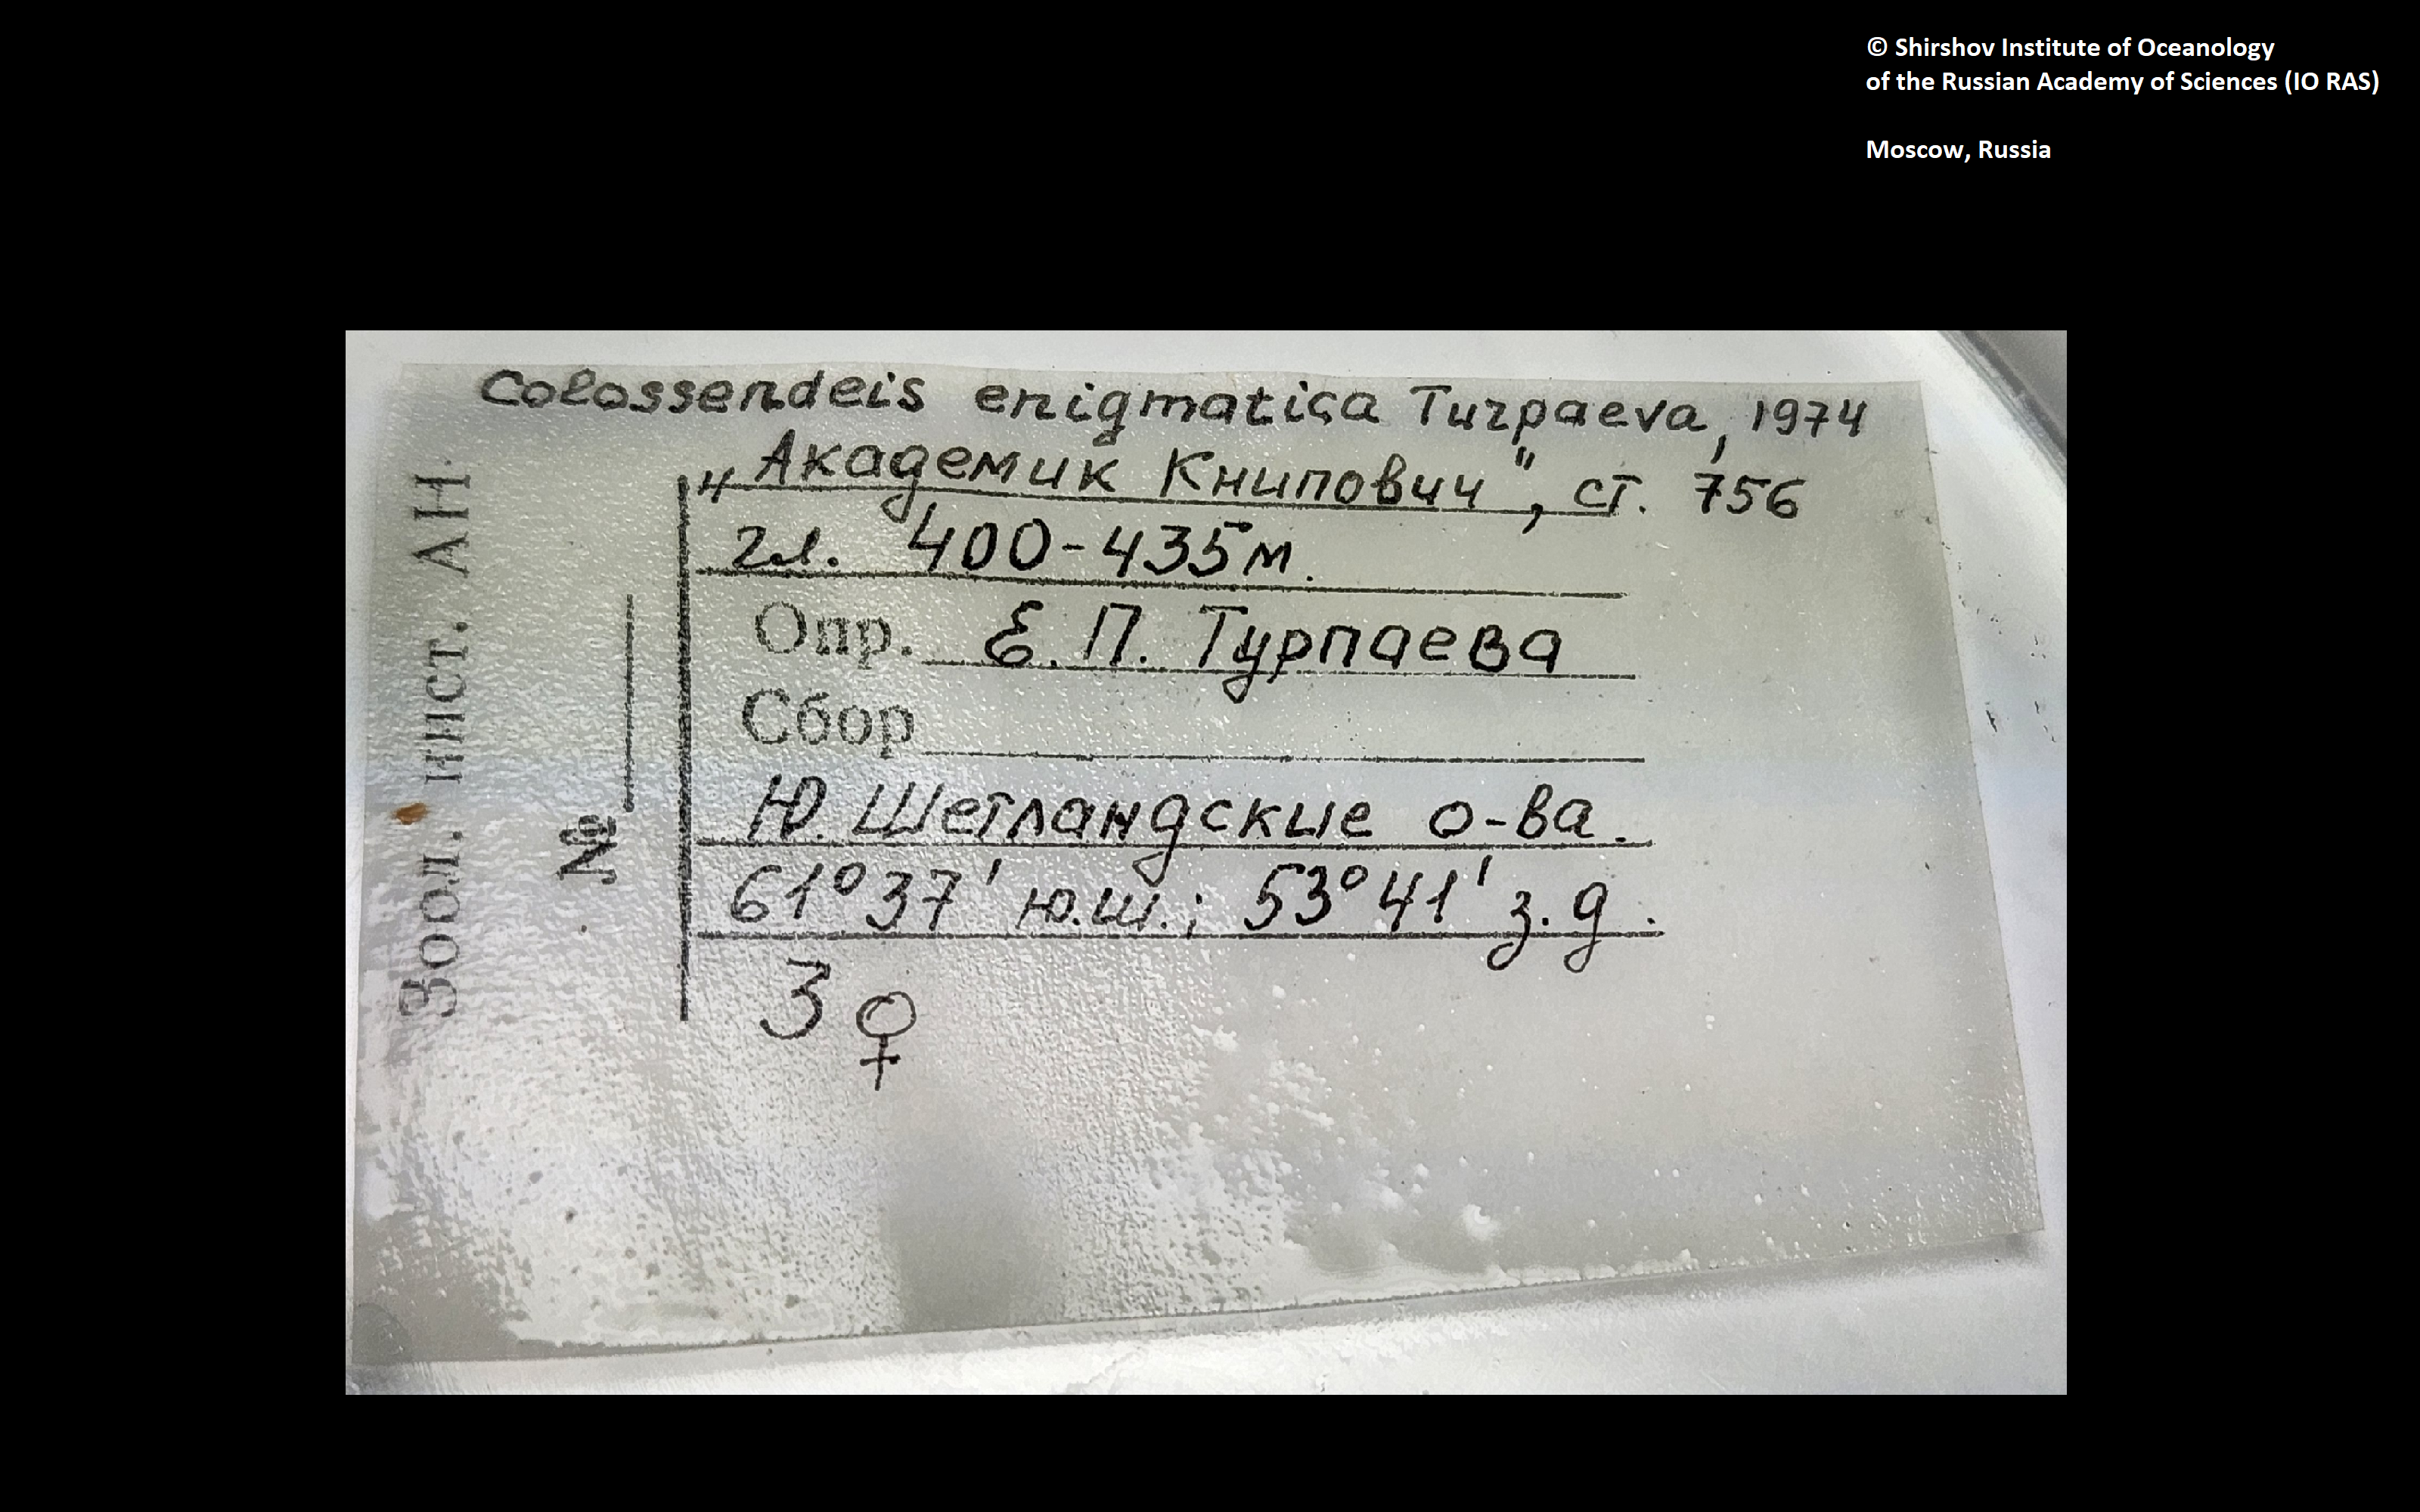 © Shirshov Institute of Oceanology
of the Russian Academy of Sciences (IO RAS)
Moscow, Russia
Colossendeis enigmatica Turpaeva, 1974
„Академик Книпович", ст. 756
гл. 400-435м.
Опр. Е.П. Турпаева
Сбор
Ю. Шетландские о-ва.
61°37' ю.ш.; 53°41' з.д.
3 ♀
Зоол. инст. АН
№